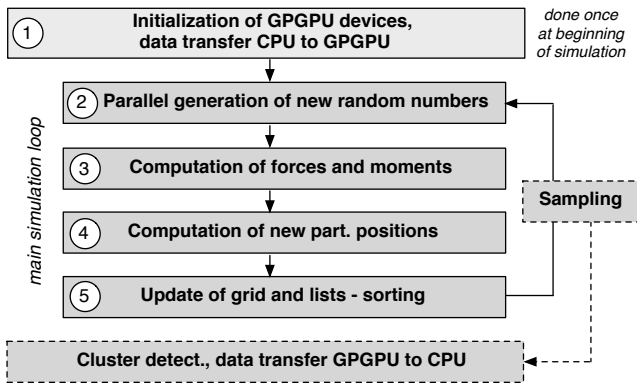 1
Initialization of GPGPU devices,
data transfer CPU to GPGPU
done once
at beginning
of simulation
main simulation loop
2
Parallel generation of new random numbers
3
Computation of forces and moments
Sampling
4
Computation of new part. positions
5
Update of grid and lists - sorting
Cluster detect., data transfer GPGPU to CPU